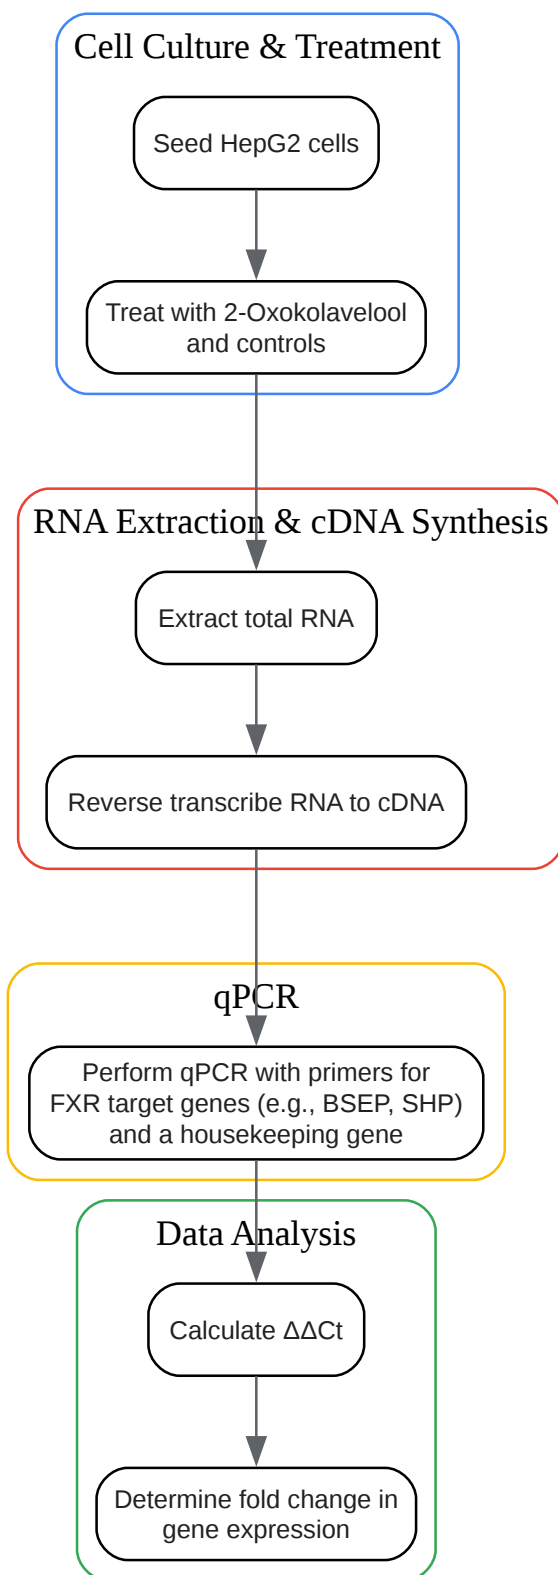 Cell Culture & Treatment
Seed HepG2 cells
Treat with 2-Oxokolavelool
and controls
RNA Extraction & cDNA Synthesis
Extract total RNA
Reverse transcribe RNA to cDNA
qPCR
Perform qPCR with primers for
FXR target genes (e.g., BSEP, SHP)
and a housekeeping gene
Data Analysis
Calculate ΔΔCt
Determine fold change in
gene expression